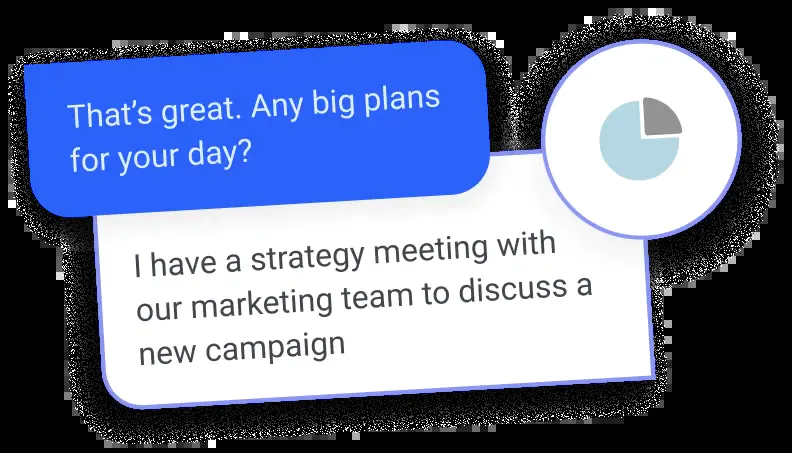 That’s great. Any big plans
for your day?
I have a strategy meeting with
our marketing team to discuss a
new campaign